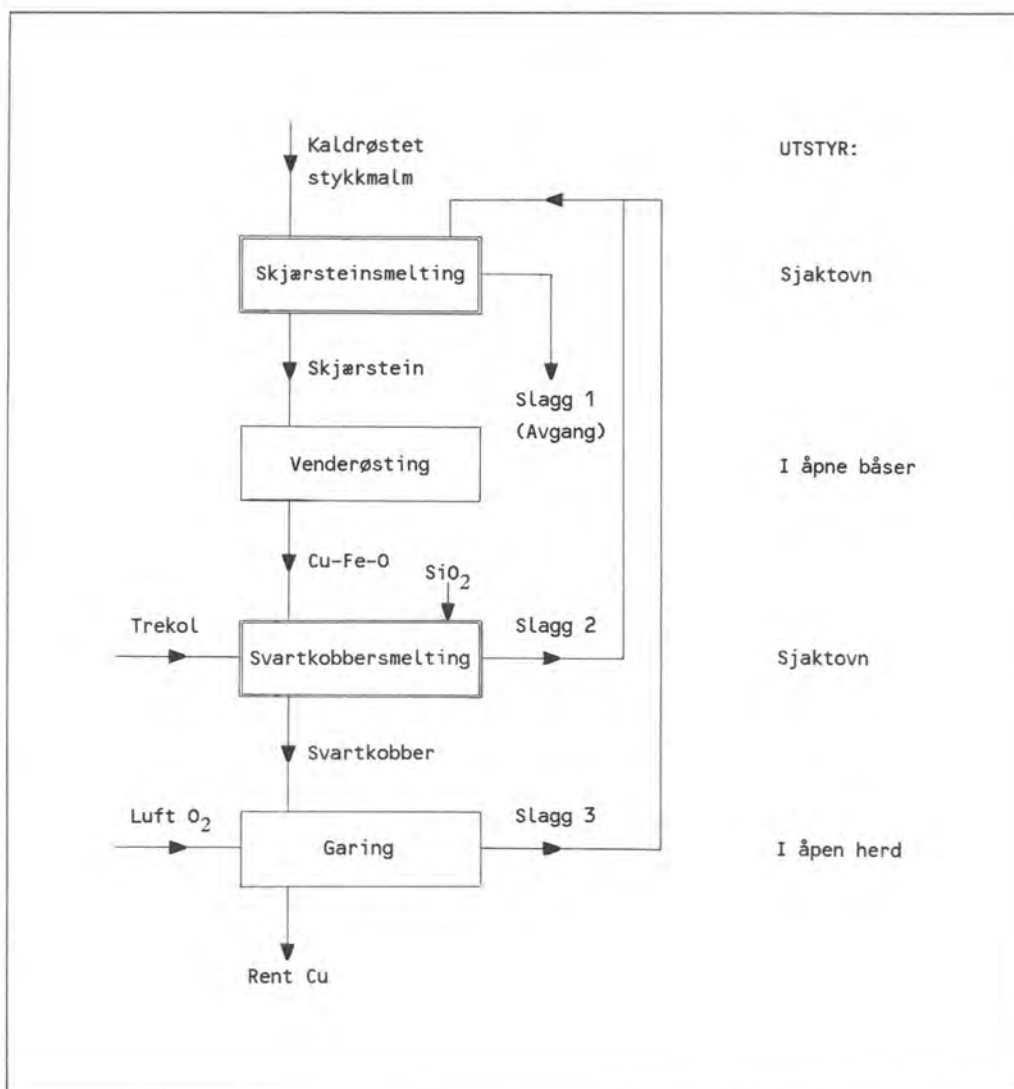 Kaldrøstet
stykkmalm
UTSTYR:
Skjærsteinsmelting
Sjaktovn
Skjærstein
Slagg 1
(Avgang)
Venderøsting
I åpne båser
Cu-Fe-O
SiO2
Trekol
Slagg 2
Svartkobbersmelting
Sjaktovn
Svartkobber
Luft O2
Slagg 3
Garing
I åpen herd
Rent Cu